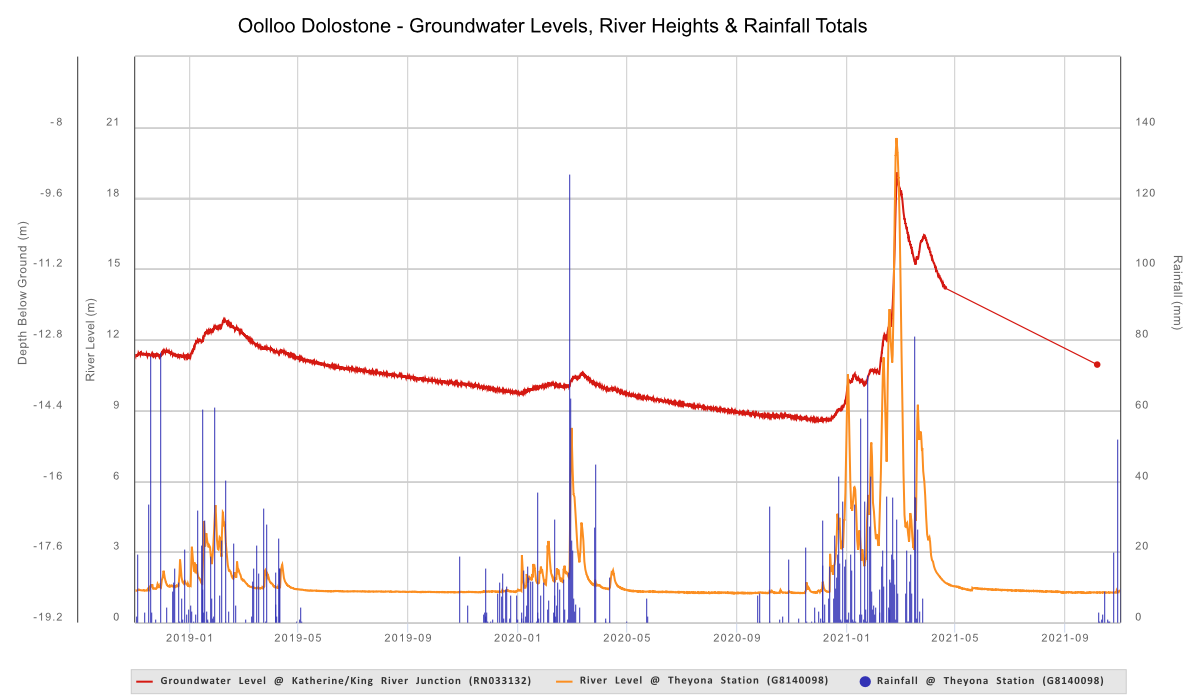 Oolloo Dolostone - Groundwater Levels, River Heights & Rainfall Totals
-8 21 140
-9.6 18 120
-11.2 15 100
-12.8 12 80
-14.4 9 60
-16 6 40
-17.6 3 20
-19.2 0 0
Depth Below Ground (m)
River Level (m)
Rainfall (mm)
2019-01 2019-05 2019-09 2020-01 2020-05 2020-09 2021-01 2021-05 2021-09
Groundwater Level @ Katherine/King River Junction (RN033132) River Level @ Theyona Station (G8140098) Rainfall @ Theyona Station (G8140098)